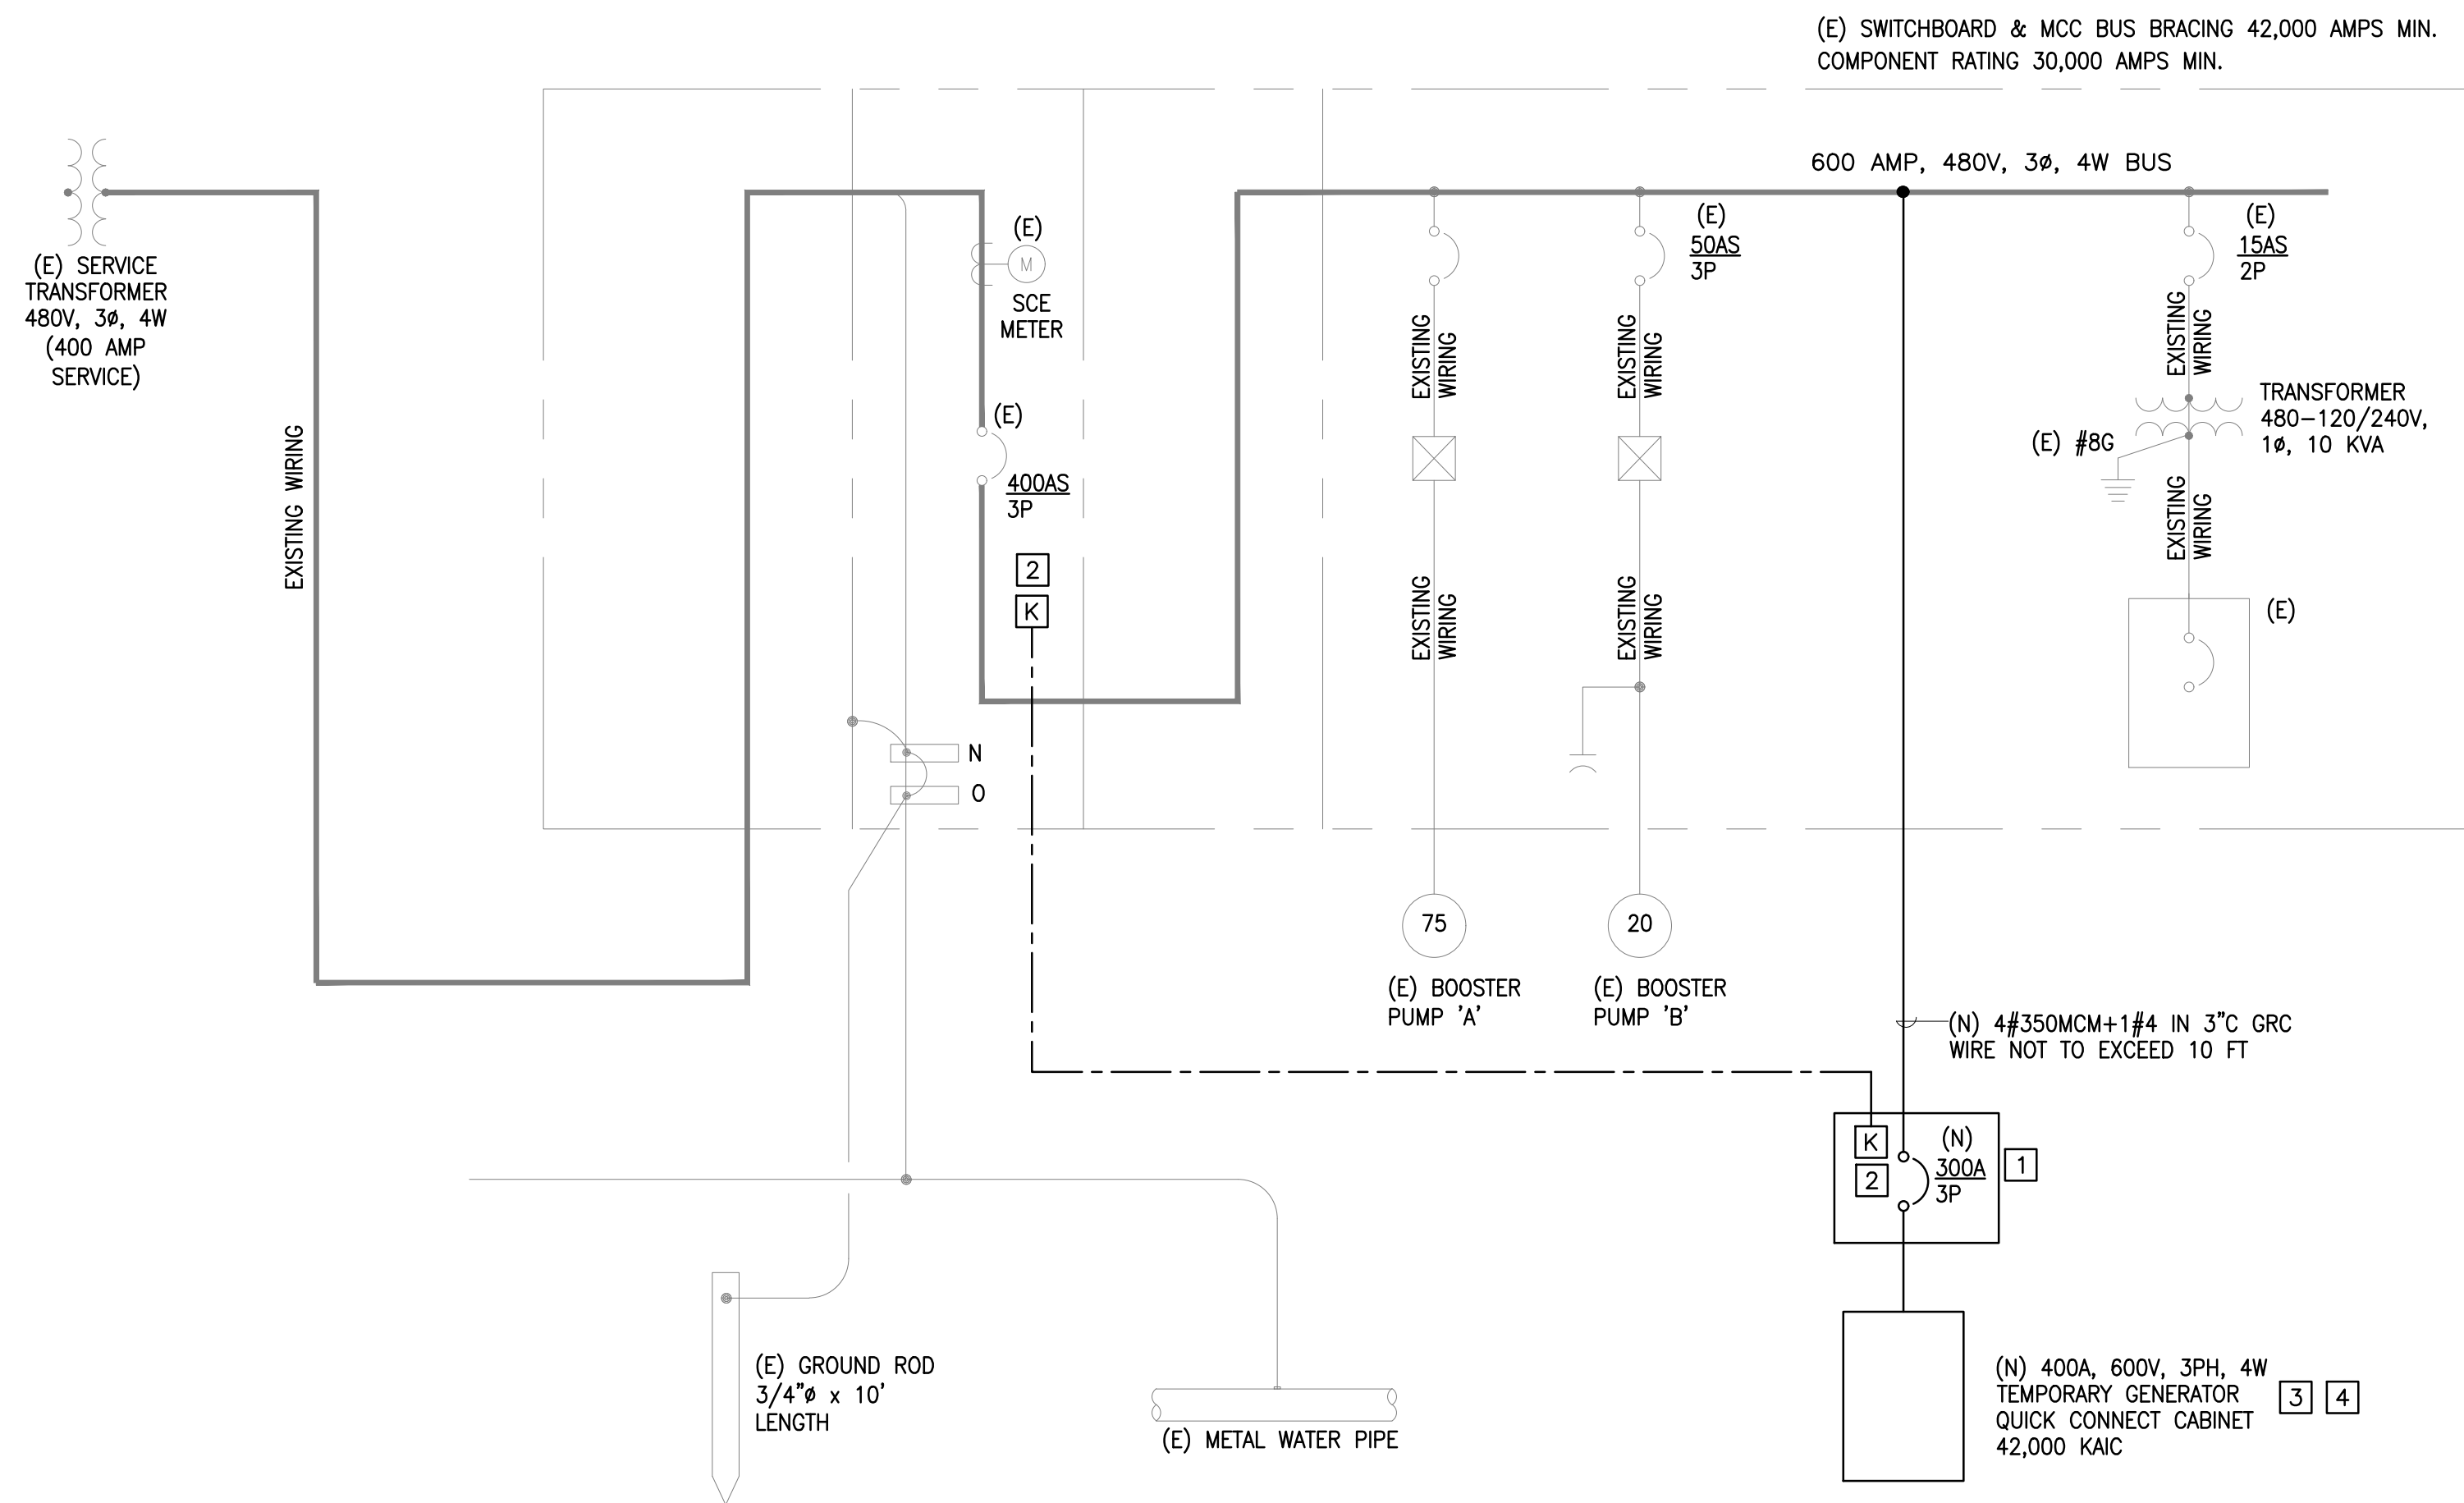 (E) SWITCHBOARD & MCC BUS BRACING 42,000 AMPS MIN.
COMPONENT RATING 30,000 AMPS MIN.
600 AMP, 480V, 3ø, 4W BUS
(E) SERVICE
TRANSFORMER
480V, 3ø, 4W
(400 AMP
SERVICE)
EXISTING WIRING
(E)
M
SCE
METER
(E)
400AS
3P
2
K
N
O
EXISTING
WIRING
EXISTING
WIRING
75
(E) BOOSTER
PUMP 'A'
(E)
50AS
3P
EXISTING
WIRING
EXISTING
WIRING
20
(E) BOOSTER
PUMP 'B'
(E)
15AS
2P
EXISTING
WIRING
TRANSFORMER
480-120/240V,
1ø, 10 KVA
(E) #8G
EXISTING
WIRING
(E)
(N) 4#350MCM+1#4 IN 3"C GRC
WIRE NOT TO EXCEED 10 FT
K
2
(N)
300A
3P
1
(N) 400A, 600V, 3PH, 4W
TEMPORARY GENERATOR
QUICK CONNECT CABINET
42,000 KAIC
3 4
(E) GROUND ROD
3/4"ø x 10'
LENGTH
(E) METAL WATER PIPE